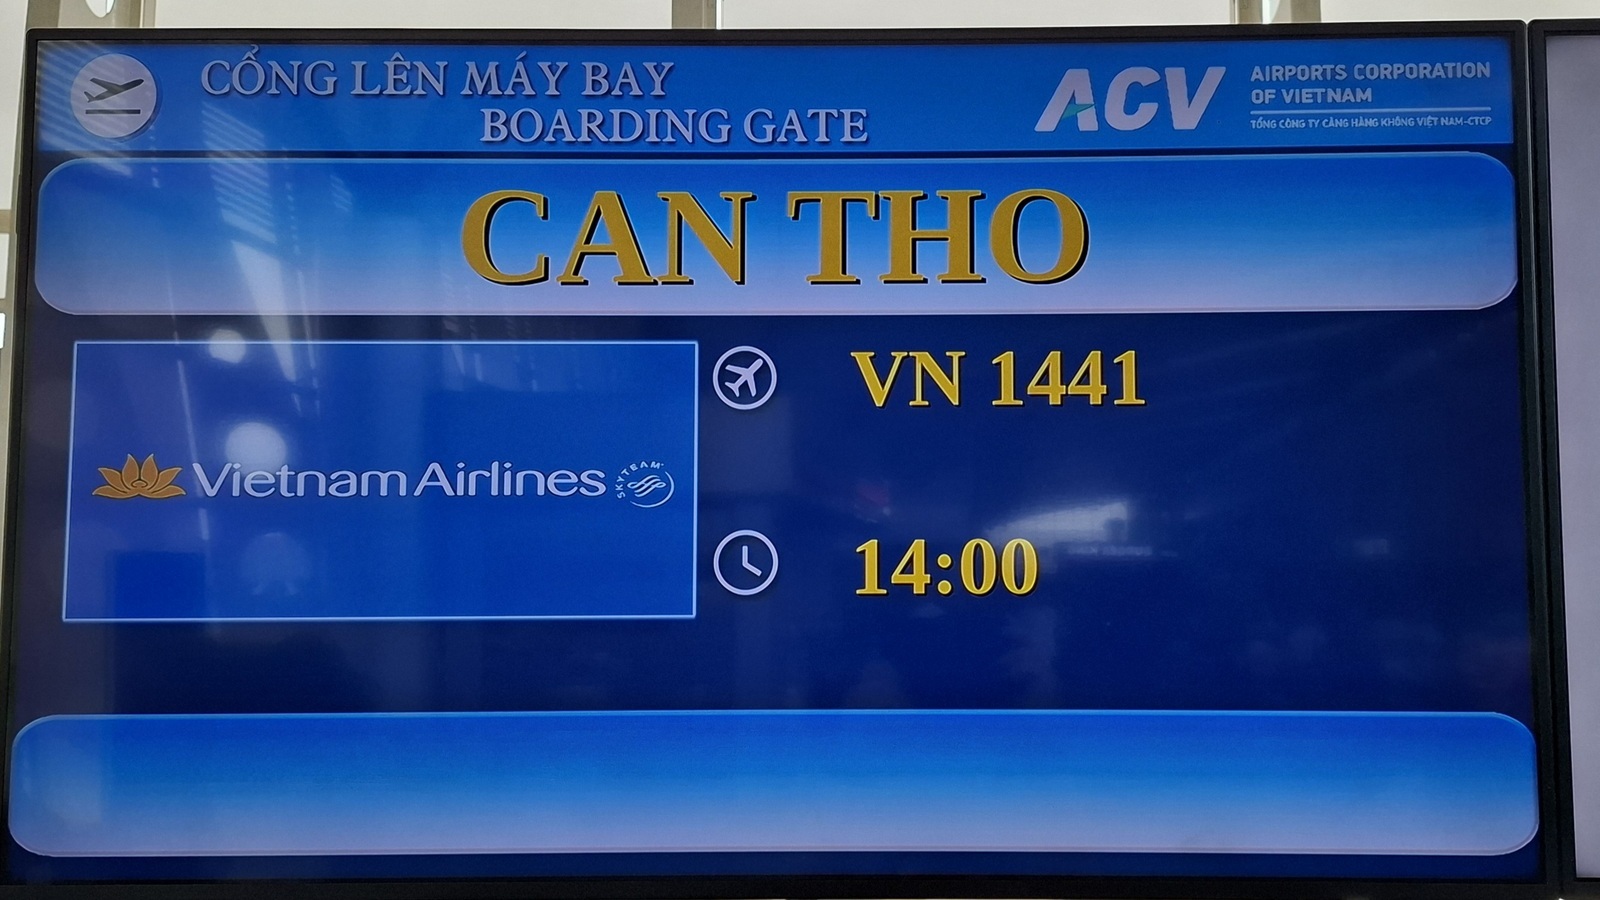 CỔNG LÊN MÁY BAY
BOARDING GATE
ACV
AIRPORTS CORPORATION
OF VIETNAM
TỔNG CÔNG TY CẢNG HÀNG KHÔNG VIỆT NAM-CTCP
CAN THO
VN 1441
Vietnam Airlines
SKYTEAM
14:00